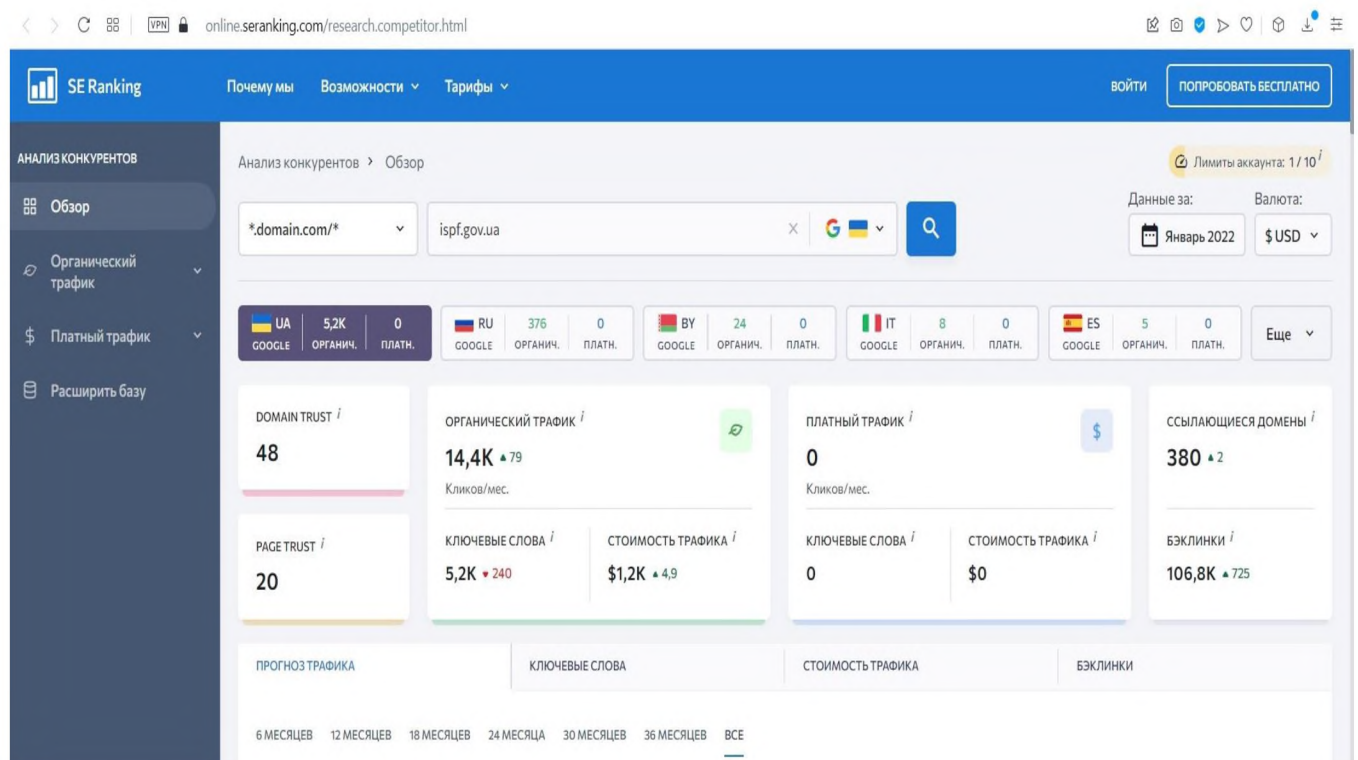 VPN online.seranking.com/research.competitor.html
SE Ranking Почему мы Возможности Тарифы ВОЙТИ ПОПРОБОВАТЬ БЕСПЛАТНО
АНАЛИЗ КОНКУРЕНТОВ
Обзор
Органический
трафик
$ Платный трафик
Расширить базу
Анализ конкурентов > Обзор Лимиты аккаунта: 1 / 10 i
Данные за: Валюта:
*.domain.com/* ispf.gov.ua × G Январь 2022 $ USD
UA 5,2K 0 RU 376 0 BY 24 0 IT 8 0 ES 5 0 Еще
GOOGLE ОРГАНИЧ. ПЛАТН. GOOGLE ОРГАНИЧ. ПЛАТН. GOOGLE ОРГАНИЧ. ПЛАТН. GOOGLE ОРГАНИЧ. ПЛАТН. GOOGLE ОРГАНИЧ. ПЛАТН.
DOMAIN TRUST i
48
PAGE TRUST i
20
ОРГАНИЧЕСКИЙ ТРАФИК i
14,4K 79
Кликов/мес.
КЛЮЧЕВЫЕ СЛОВА i СТОИМОСТЬ ТРАФИКА i
5,2K 240 $1,2K 4,9
ПЛАТНЫЙ ТРАФИК i $
0
Кликов/мес.
КЛЮЧЕВЫЕ СЛОВА i СТОИМОСТЬ ТРАФИКА i
0 $0
ССЫЛАЮЩИЕСЯ ДОМЕНЫ i
380 2
БЭКЛИНКИ i
106,8K 725
ПРОГНОЗ ТРАФИКА КЛЮЧЕВЫЕ СЛОВА СТОИМОСТЬ ТРАФИКА БЭКЛИНКИ
6 МЕСЯЦЕВ 12 МЕСЯЦЕВ 18 МЕСЯЦЕВ 24 МЕСЯЦА 30 МЕСЯЦЕВ 36 МЕСЯЦЕВ ВСЕ